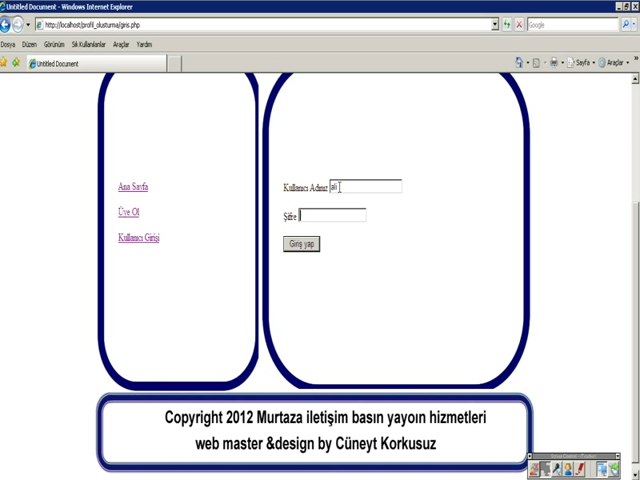 Untitled Document - Windows Internet Explorer
http://localhost/profil_olusturma/giris.php
Google
Dosya Düzen Görünüm Sık Kullanılanlar Araçlar Yardım
Untitled Document
Sayfa Araçlar
Ana Sayfa
Üye Ol
Kullanıcı Girişi
Kullanıcı Adınız ali
Şifre
Giriş yap
Copyright 2012 Murtaza iletişim basın yayoın hizmetleri
web master &design by Cüneyt Korkusuz